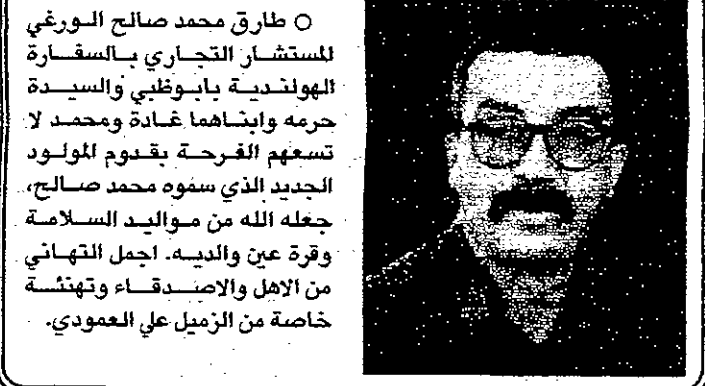 ○ طارق محمد صالح الورغي
المستشار التجاري بالسفارة
الهولندية بابوظبي والسيدة
حرمه وابناهما غادة ومحمد لا
تسعهم الفرحة بقدوم المولود
الجديد الذي سموه محمد صالح،
جعله الله من مواليد السلامة
وقرة عين والديه. اجمل التهاني
من الاهل والاصدقاء وتهنئة
خاصة من الزميل علي العمودي.